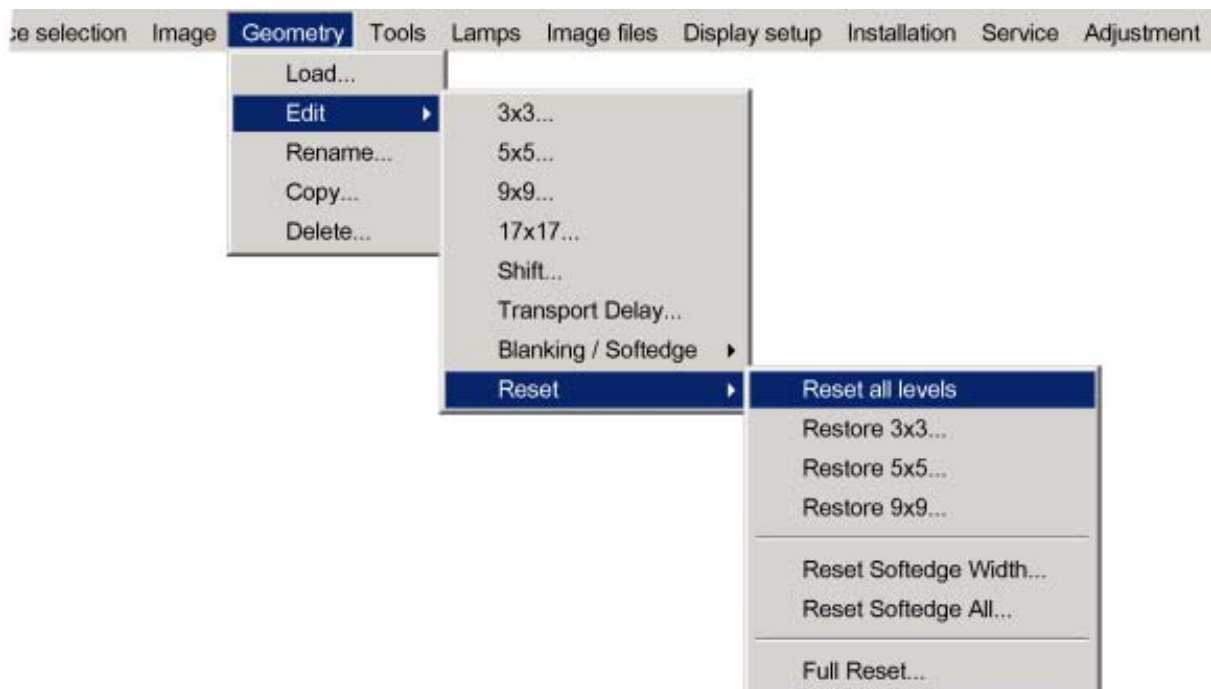 ce selection Image Geometry Tools Lamps Image files Display setup Installation Service Adjustment
Load...
Edit
Rename...
Copy...
Delete...
3x3...
5x5...
9x9...
17x17...
Shift...
Transport Delay...
Blanking / Softedge
Reset
Reset all levels
Restore 3x3...
Restore 5x5...
Restore 9x9...
Reset Softedge Width...
Reset Softedge All...
Full Reset...